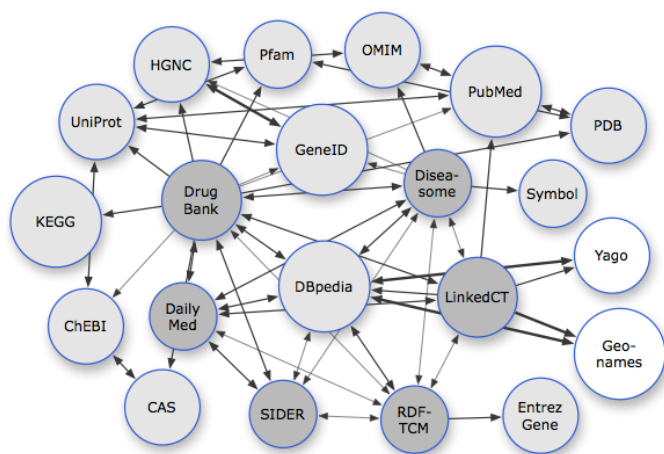 HGNC
Pfam
OMIM
PubMed
UniProt
GeneID
PDB
Drug
Bank
Disea-
some
Symbol
KEGG
Yago
DBpedia
LinkedCT
Daily
Med
ChEBI
Geo-
names
CAS
SIDER
RDF-
TCM
Entrez
Gene